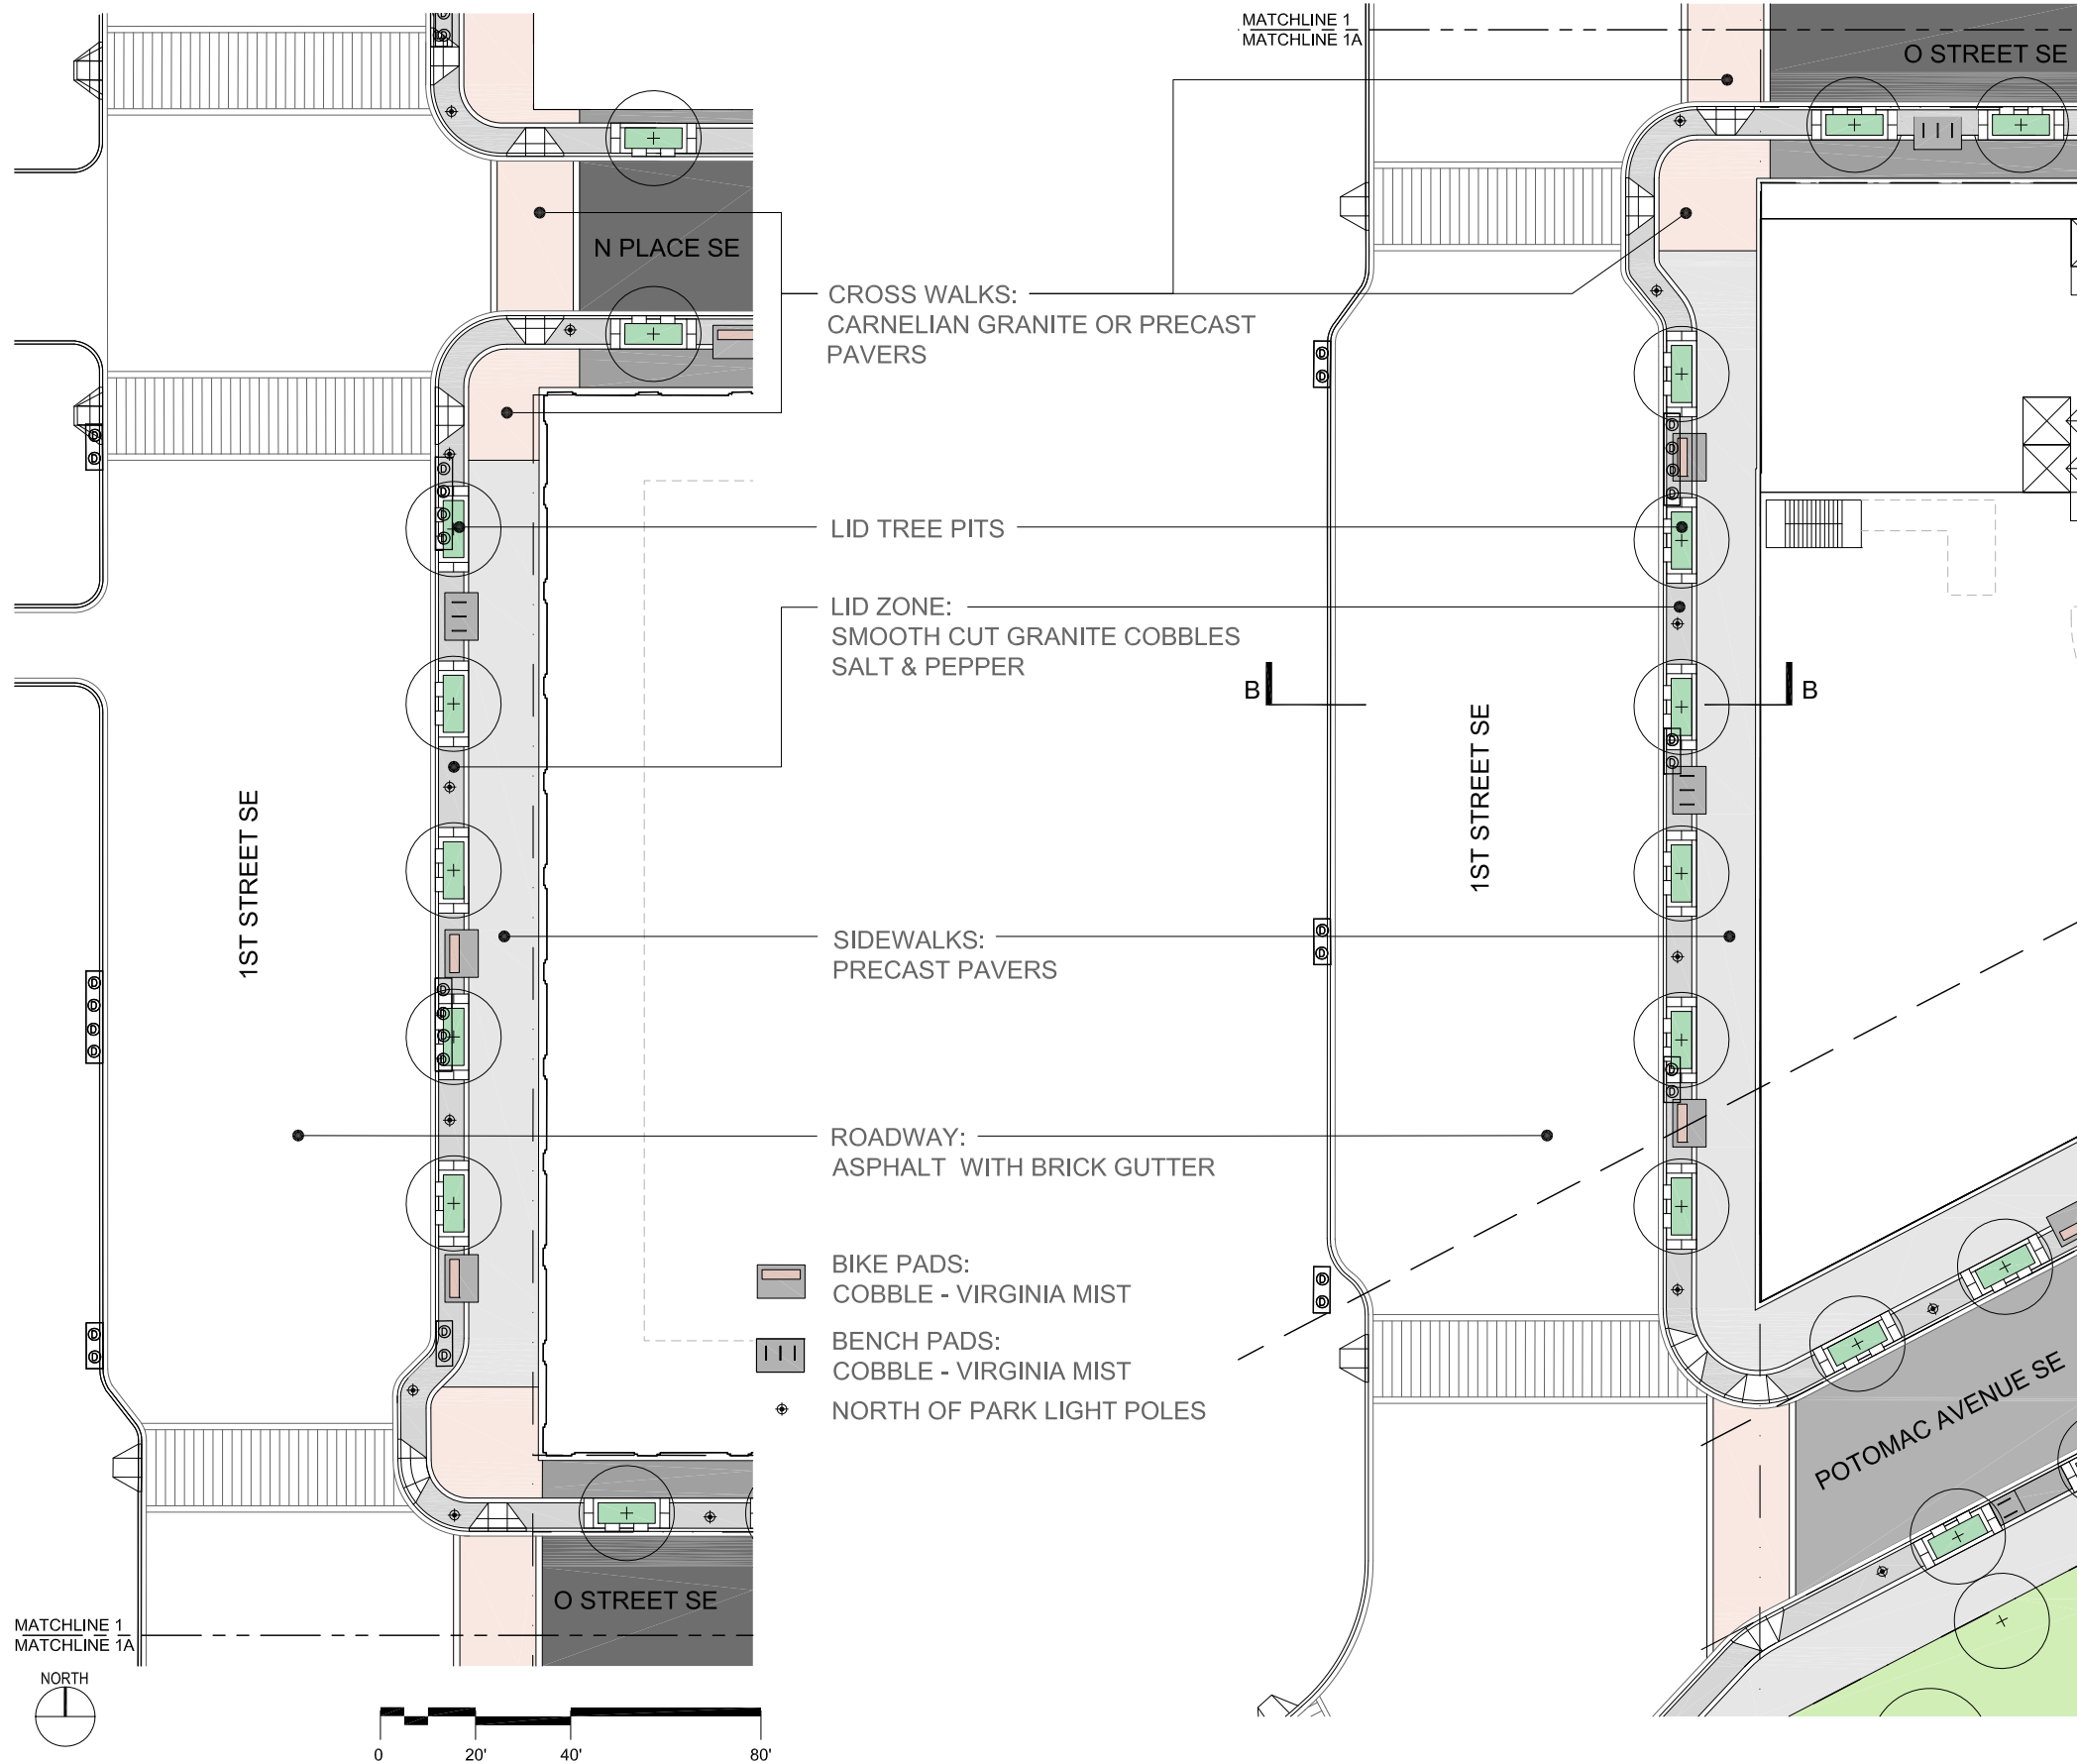 MATCHLINE 1
MATCHLINE 1A
O STREET SE
N PLACE SE
CROSS WALKS:
CARNELIAN GRANITE OR PRECAST
PAVERS
LID TREE PITS
LID ZONE:
SMOOTH CUT GRANITE COBBLES
SALT & PEPPER
B
B
1ST STREET SE
1ST STREET SE
SIDEWALKS:
PRECAST PAVERS
ROADWAY:
ASPHALT WITH BRICK GUTTER
BIKE PADS:
COBBLE - VIRGINIA MIST
BENCH PADS:
COBBLE - VIRGINIA MIST
NORTH OF PARK LIGHT POLES
POTOMAC AVENUE SE
O STREET SE
MATCHLINE 1
MATCHLINE 1A
NORTH
0 20' 40' 80'